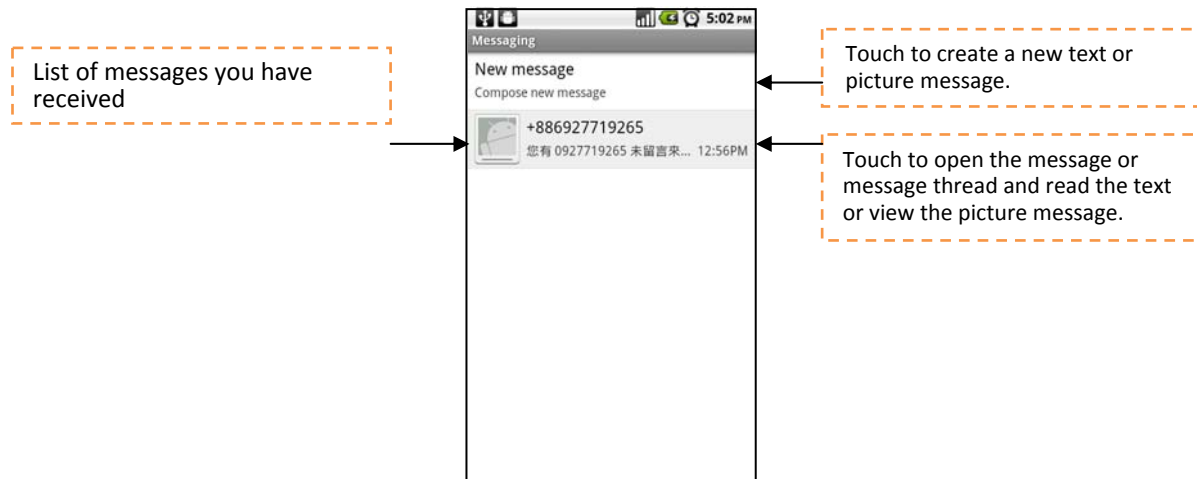 5:02 PM
Messaging
New message
Compose new message
+886927719265
您有 0927719265 未留言來... 12:56PM
List of messages you have
received
Touch to create a new text or
picture message.
Touch to open the message or
message thread and read the text
or view the picture message.